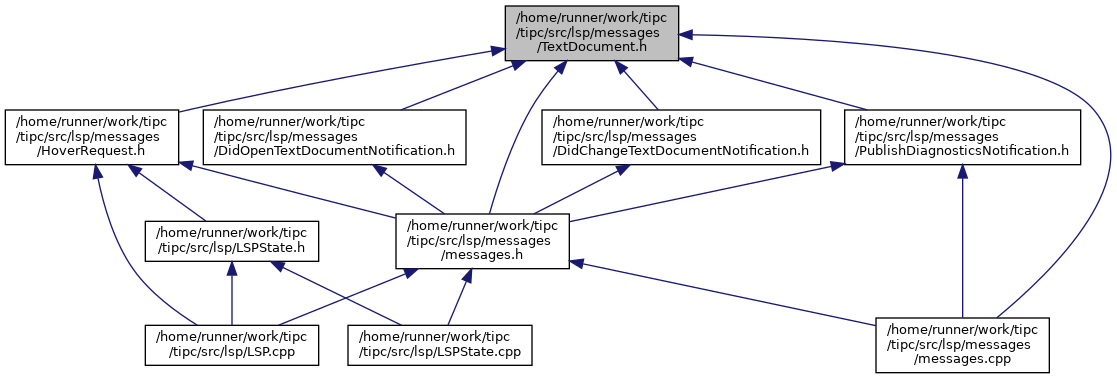 /home/runner/work/tipc
/tipc/src/lsp/messages
/TextDocument.h
/home/runner/work/tipc
/tipc/src/lsp/messages
/HoverRequest.h
/home/runner/work/tipc
/tipc/src/lsp/messages
/DidOpenTextDocumentNotification.h
/home/runner/work/tipc
/tipc/src/lsp/messages
/DidChangeTextDocumentNotification.h
/home/runner/work/tipc
/tipc/src/lsp/messages
/PublishDiagnosticsNotification.h
/home/runner/work/tipc
/tipc/src/lsp/LSPState.h
/home/runner/work/tipc
/tipc/src/lsp/messages
/messages.h
/home/runner/work/tipc
/tipc/src/lsp/LSP.cpp
/home/runner/work/tipc
/tipc/src/lsp/LSPState.cpp
/home/runner/work/tipc
/tipc/src/lsp/messages
/messages.cpp